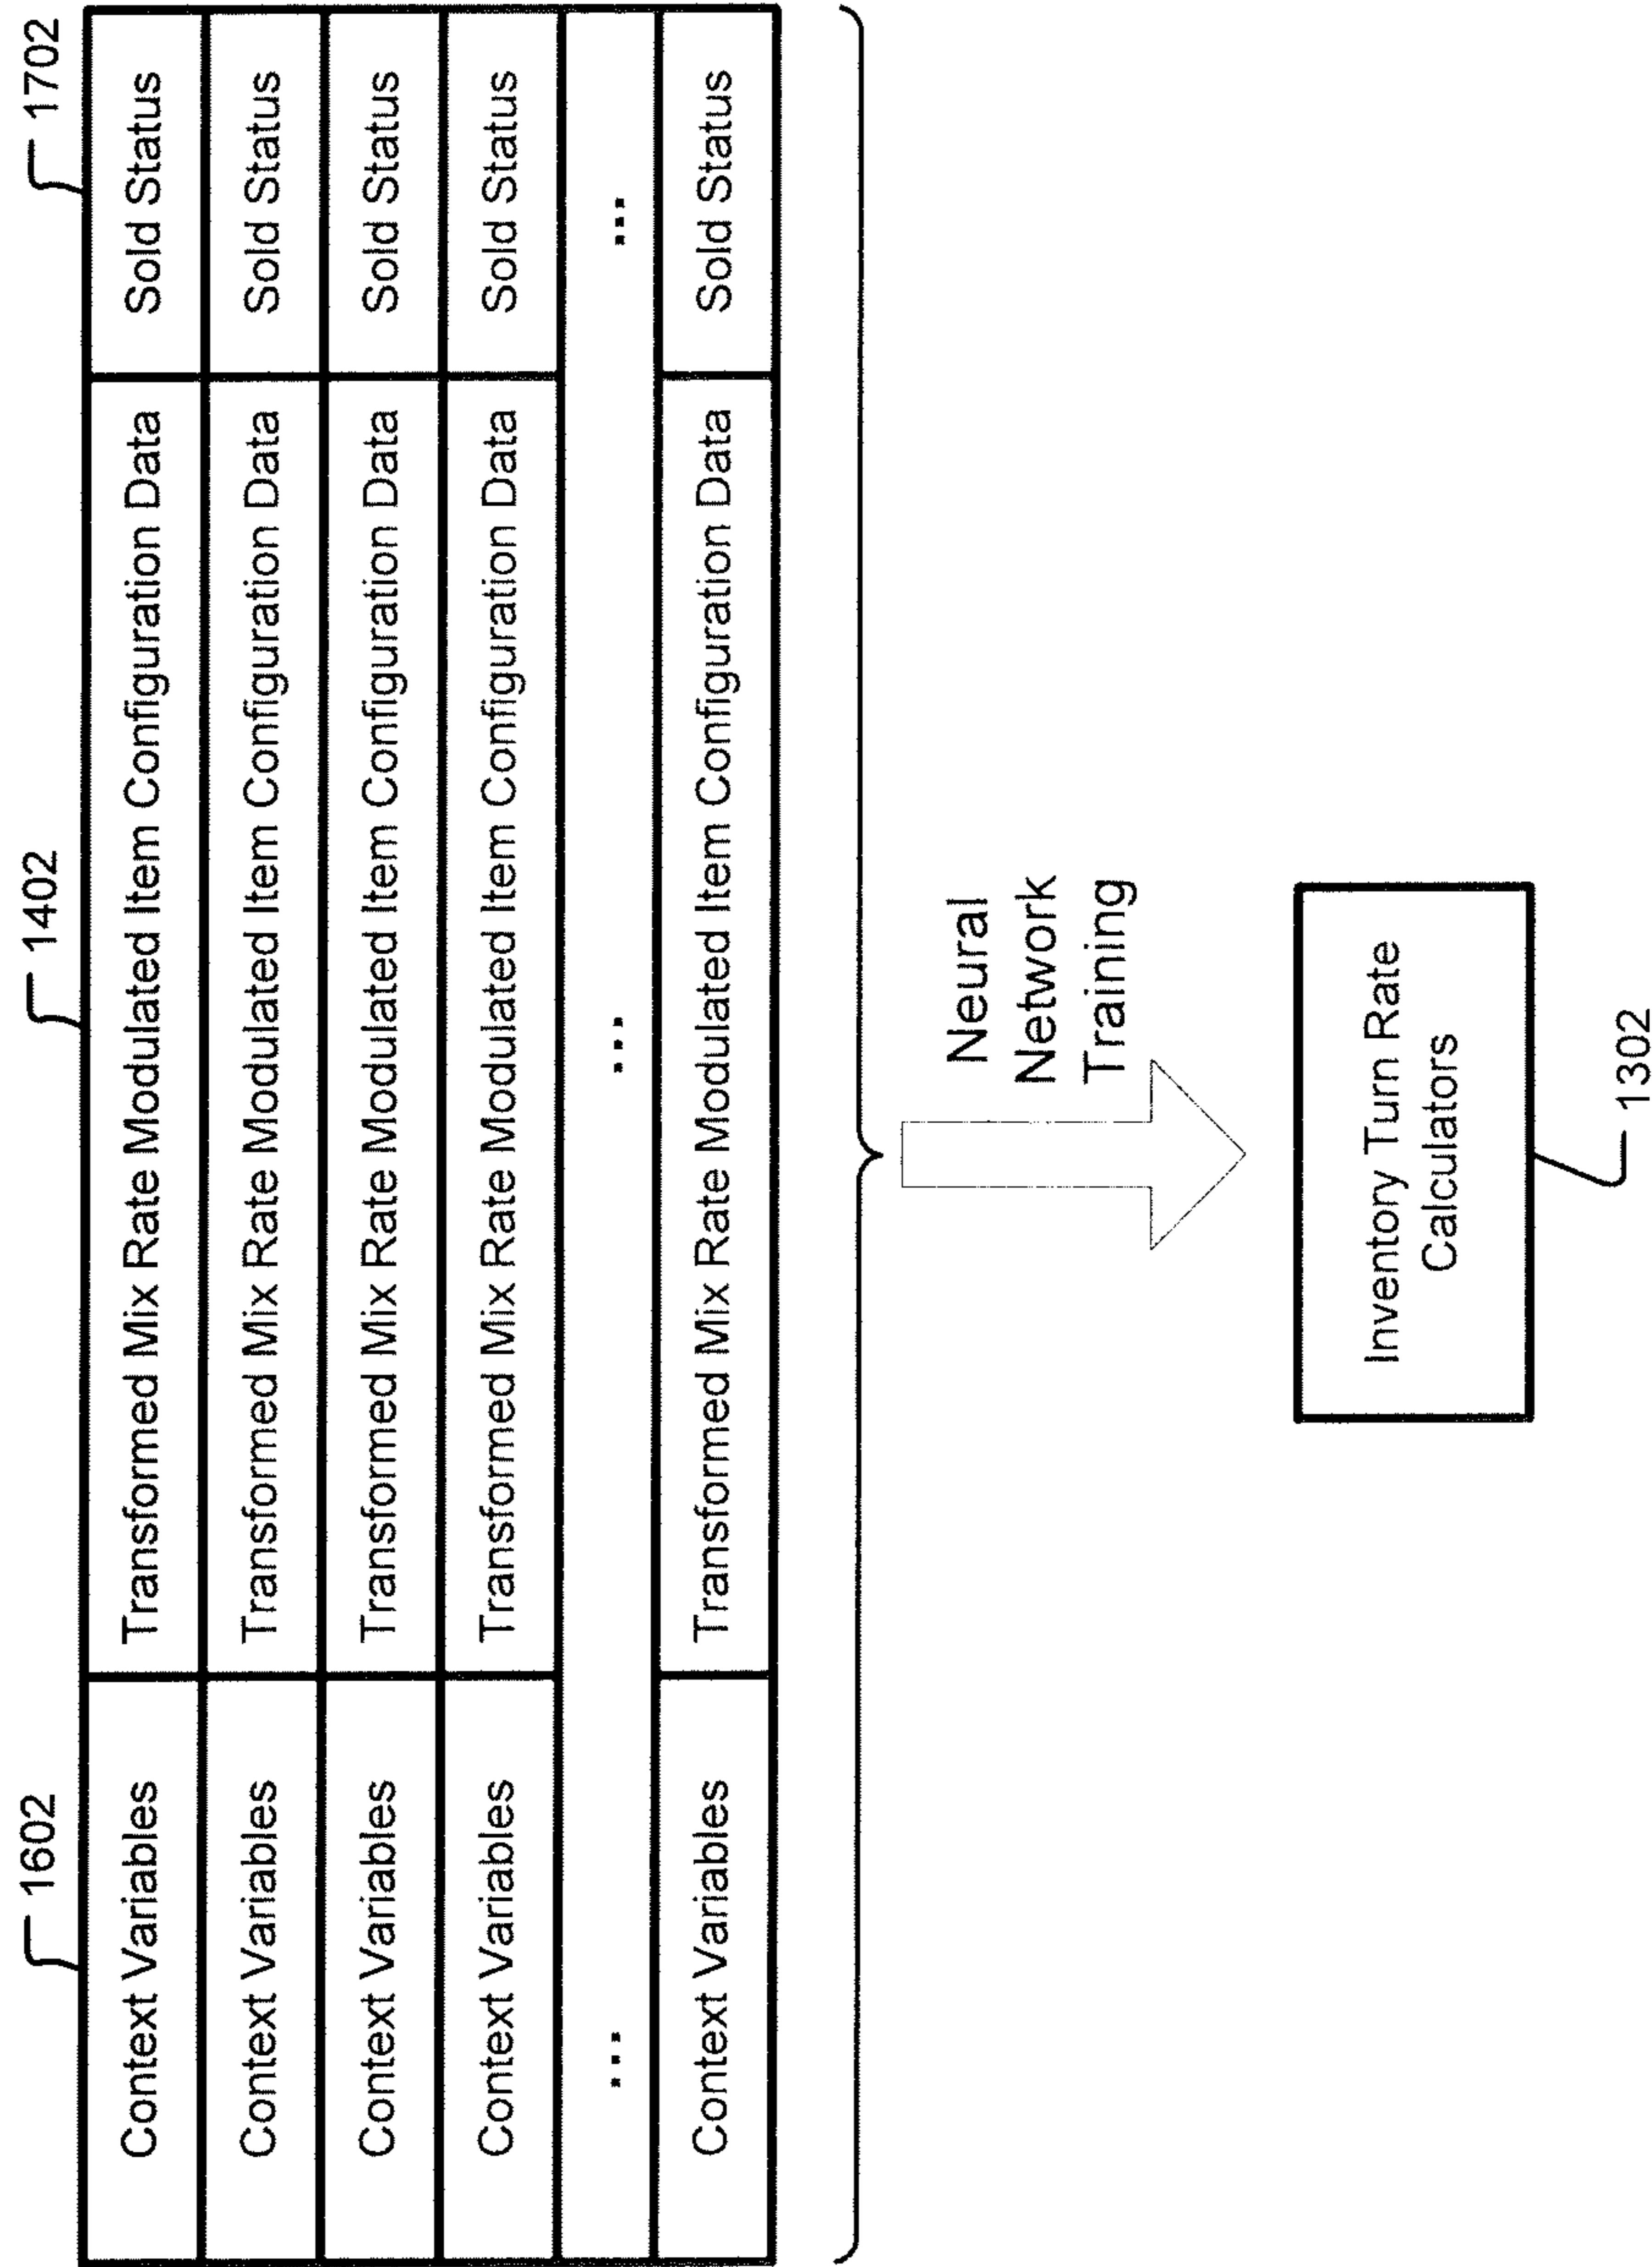 1602 1402 1702
Context Variables Transformed Mix Rate Modulated Item Configuration Data Sold Status
Context Variables Transformed Mix Rate Modulated Item Configuration Data Sold Status
Context Variables Transformed Mix Rate Modulated Item Configuration Data Sold Status
Context Variables Transformed Mix Rate Modulated Item Configuration Data Sold Status
... ... ...
Context Variables Transformed Mix Rate Modulated Item Configuration Data Sold Status
Neural
Network
Training
Inventory Turn Rate
Calculators
1302